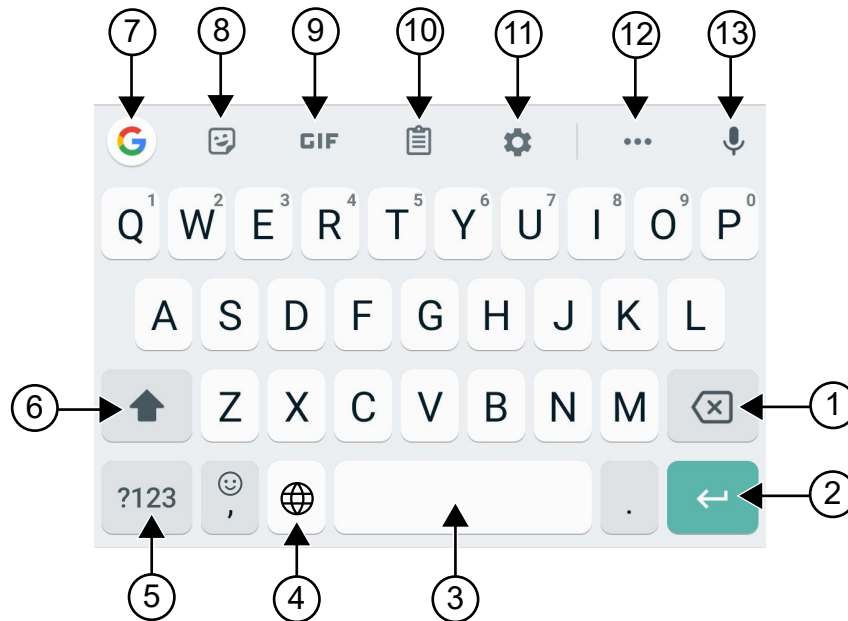 7 8 9 10 11 12 13
G GIF
1 2 3 4 5 6 7 8 9 0
Q W E R T Y U I O P
A S D F G H J K L
6 Z X C V B N M 1
?123 , . 2
5 4 3